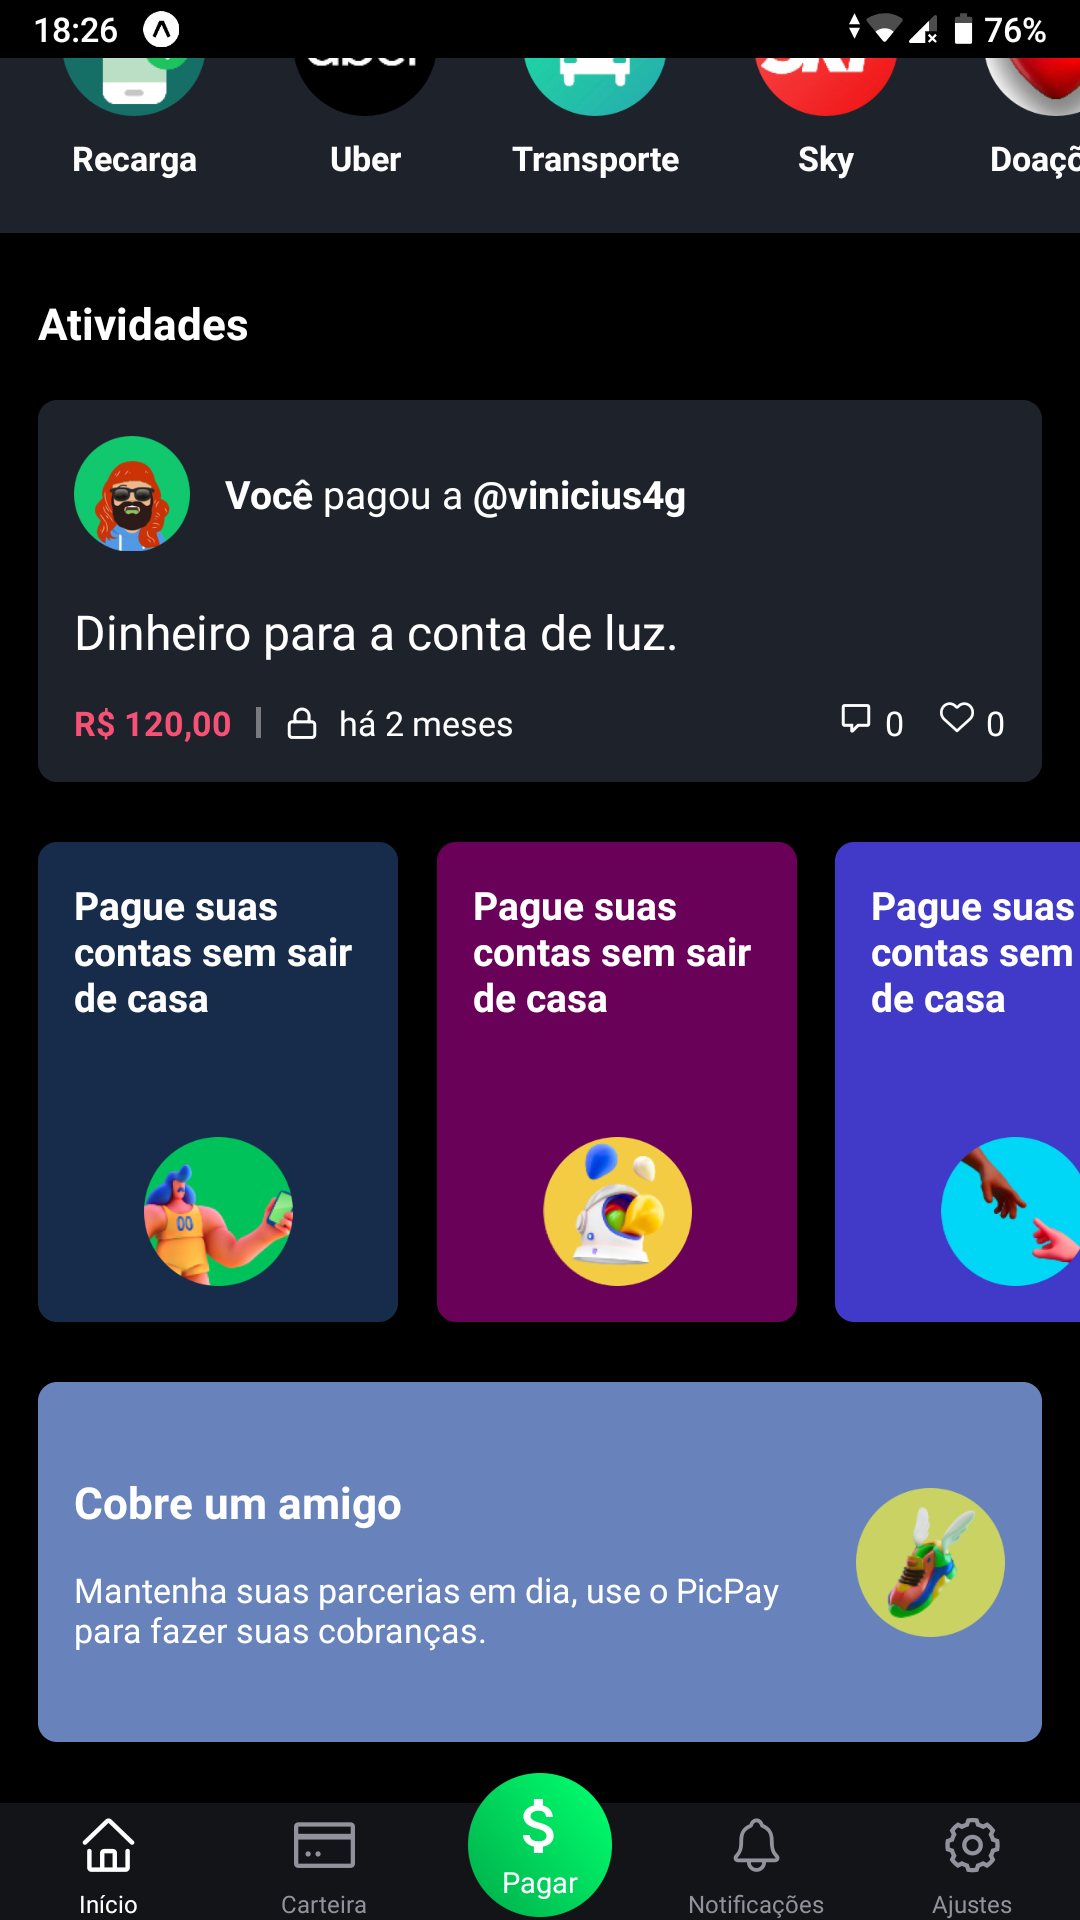 18:26
76%
Recarga
Uber
Transporte
Sky
Doaçõ
Atividades
Você pagou a @vinicius4g
Dinheiro para a conta de luz.
R$ 120,00 há 2 meses 0 0
Pague suas
contas sem sair
de casa
Pague suas
contas sem sair
de casa
Pague suas
contas sem
de casa
00
Cobre um amigo
Mantenha suas parcerias em dia, use o PicPay
para fazer suas cobranças.
$
Início
Carteira
Pagar
Notificações
Ajustes